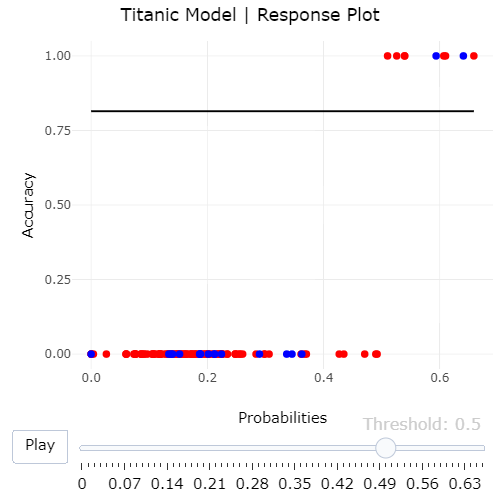 Titanic Model | Response Plot
1.00
0.75
0.50
0.25
0.00
Accuracy
0.0 0.2 0.4 0.6
Probabilities
Threshold: 0.5
Play
0 0.07 0.14 0.21 0.28 0.35 0.42 0.49 0.56 0.63